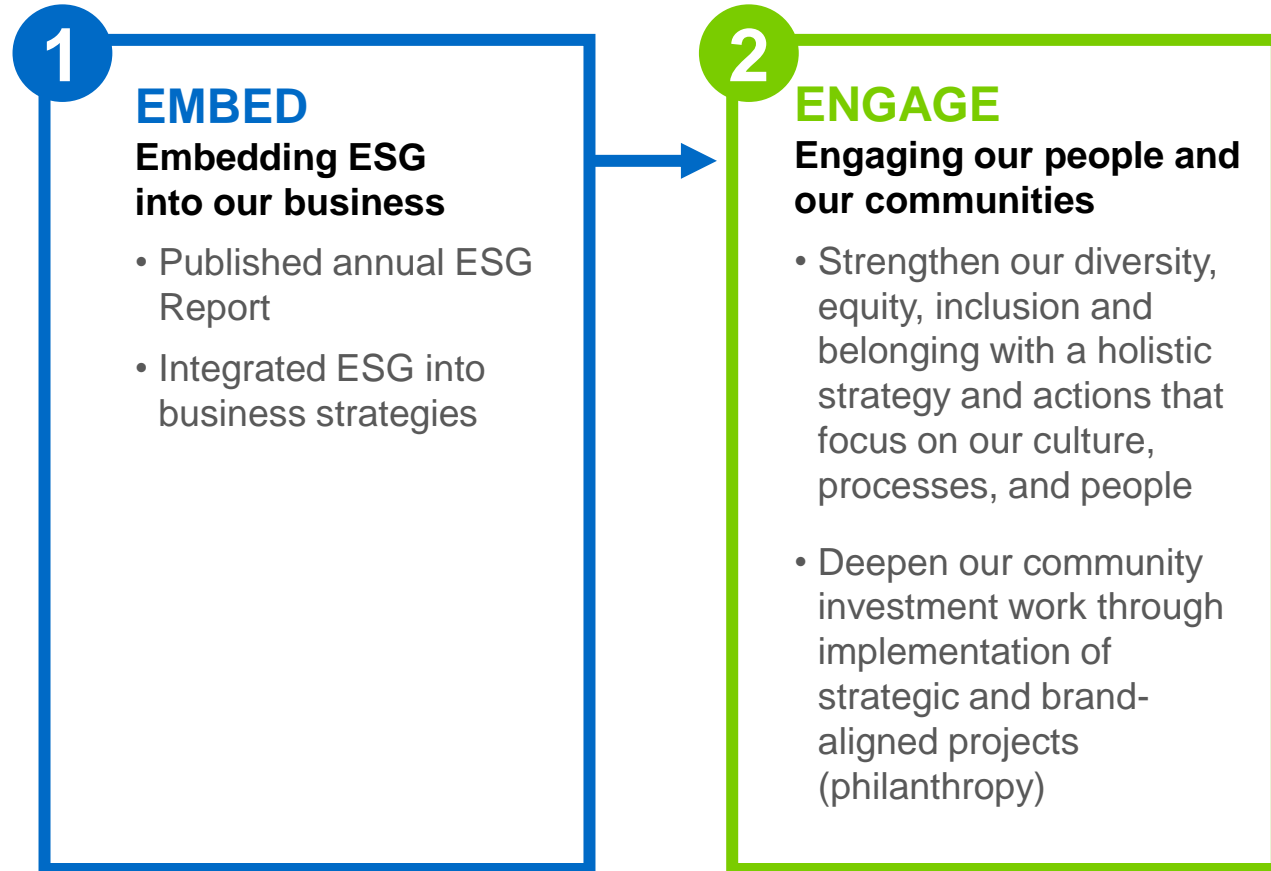 1
EMBED
Embedding ESG
into our business
• Published annual ESG
Report
• Integrated ESG into
business strategies
2
ENGAGE
Engaging our people and
our communities
• Strengthen our diversity,
equity, inclusion and
belonging with a holistic
strategy and actions that
focus on our culture,
processes, and people
• Deepen our community
investment work through
implementation of
strategic and brand-
aligned projects
(philanthropy)